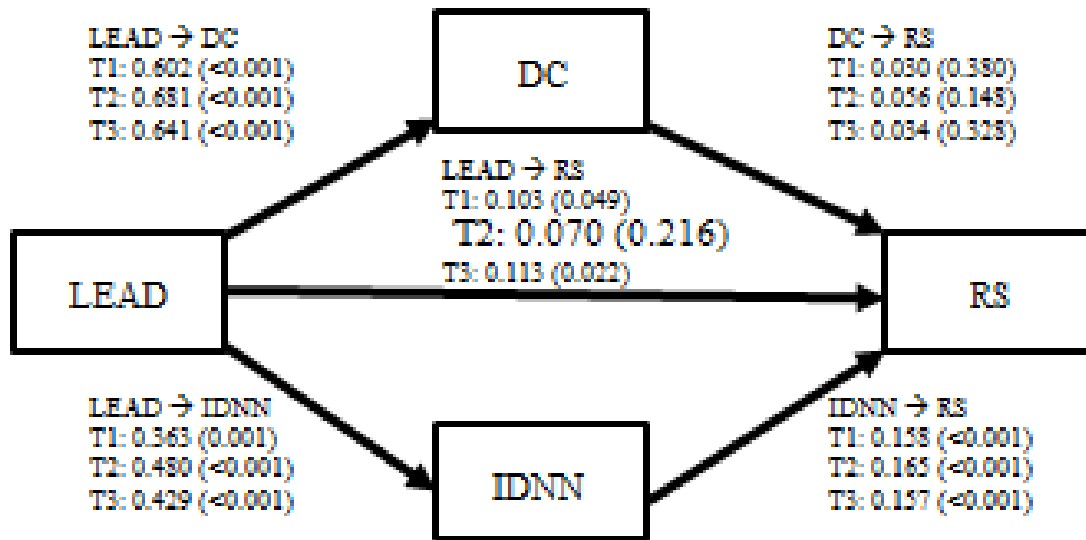 LEAD → DC
T1: 0.602 (<0.001)
T2: 0.681 (<0.001)
T3: 0.641 (<0.001)
DC
DC → RS
T1: 0.030 (0.380)
T2: 0.056 (0.148)
T3: 0.034 (0.328)
LEAD → RS
T1: 0.103 (0.049)
T2: 0.070 (0.216)
T3: 0.113 (0.022)
LEAD
RS
LEAD → IDNN
T1: 0.363 (0.001)
T2: 0.480 (<0.001)
T3: 0.429 (<0.001)
IDNN
IDNN → RS
T1: 0.158 (<0.001)
T2: 0.165 (<0.001)
T3: 0.157 (<0.001)